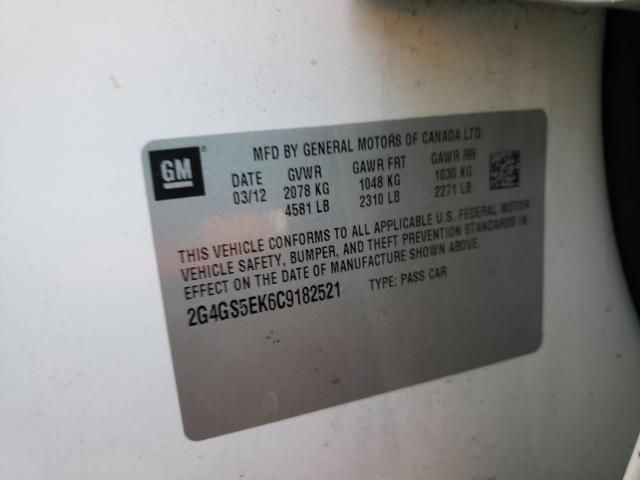 GM
MFD BY GENERAL MOTORS OF CANADA LTD.
DATE GVWR GAWR FRT GAWR RR
03/12 2078 KG 1048 KG 1030 KG
4581 LB 2310 LB 2271 LB
THIS VEHICLE CONFORMS TO ALL APPLICABLE U.S. FEDERAL MOTOR
VEHICLE SAFETY, BUMPER, AND THEFT PREVENTION STANDARDS IN
EFFECT ON THE DATE OF MANUFACTURE SHOWN ABOVE.
2G4GS5EK6C9182521 TYPE: PASS CAR